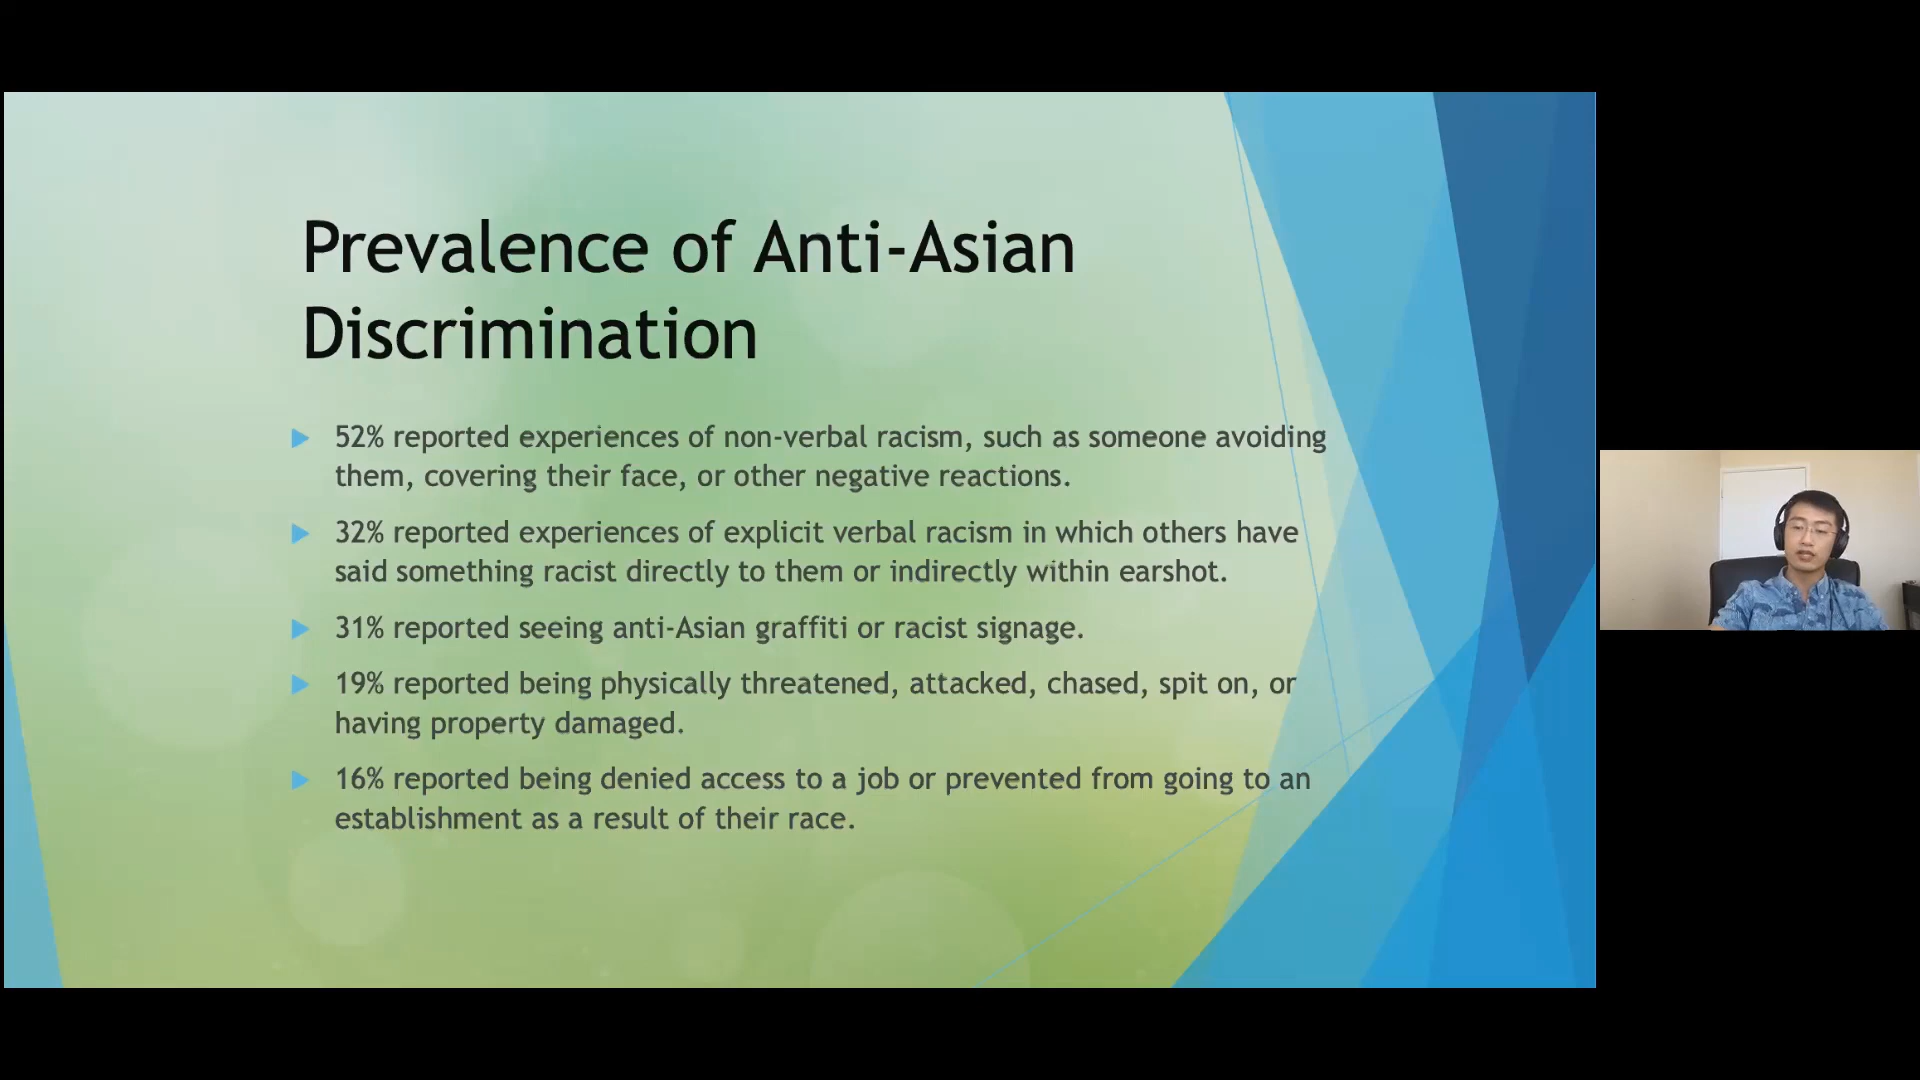 Prevalence of Anti-Asian
Discrimination
52% reported experiences of non-verbal racism, such as someone avoiding
them, covering their face, or other negative reactions.
32% reported experiences of explicit verbal racism in which others have
said something racist directly to them or indirectly within earshot.
31% reported seeing anti-Asian graffiti or racist signage.
19% reported being physically threatened, attacked, chased, spit on, or
having property damaged.
16% reported being denied access to a job or prevented from going to an
establishment as a result of their race.